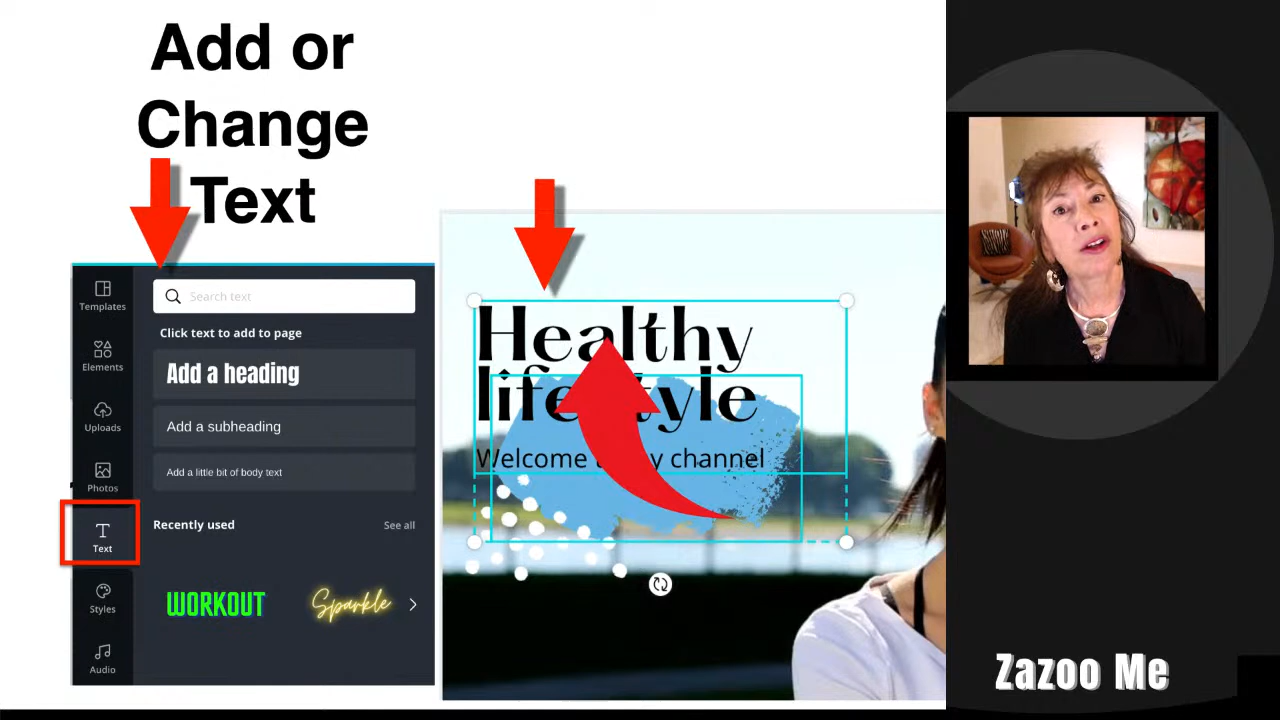 Add or
Change
Text
Templates
Elements
Uploads
Photos
Text
Styles
Audio
Search text
Click text to add to page
Add a heading
Add a subheading
Add a little bit of body text
Recently used
See all
WORKOUT
Sparkle
Healthy
lifestyle
Welcome channel
Zazoo Me